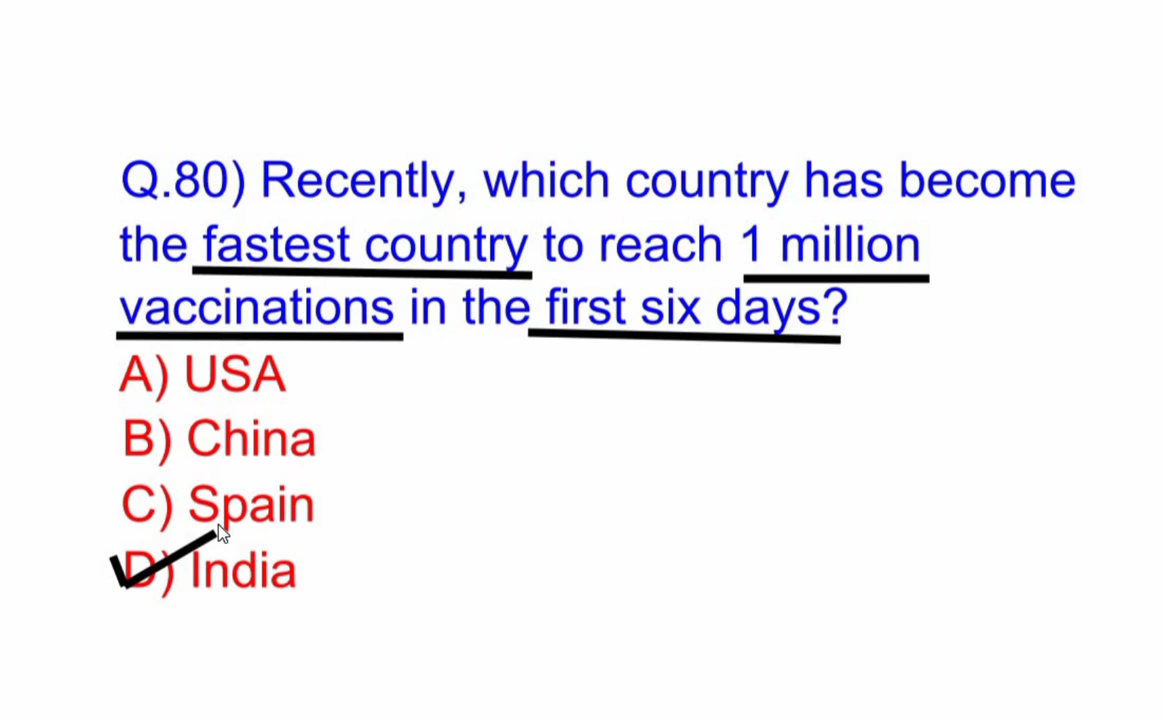 Q.80) Recently, which country has become
the fastest country to reach 1 million
vaccinations in the first six days?
A) USA
B) China
C) Spain
D) India